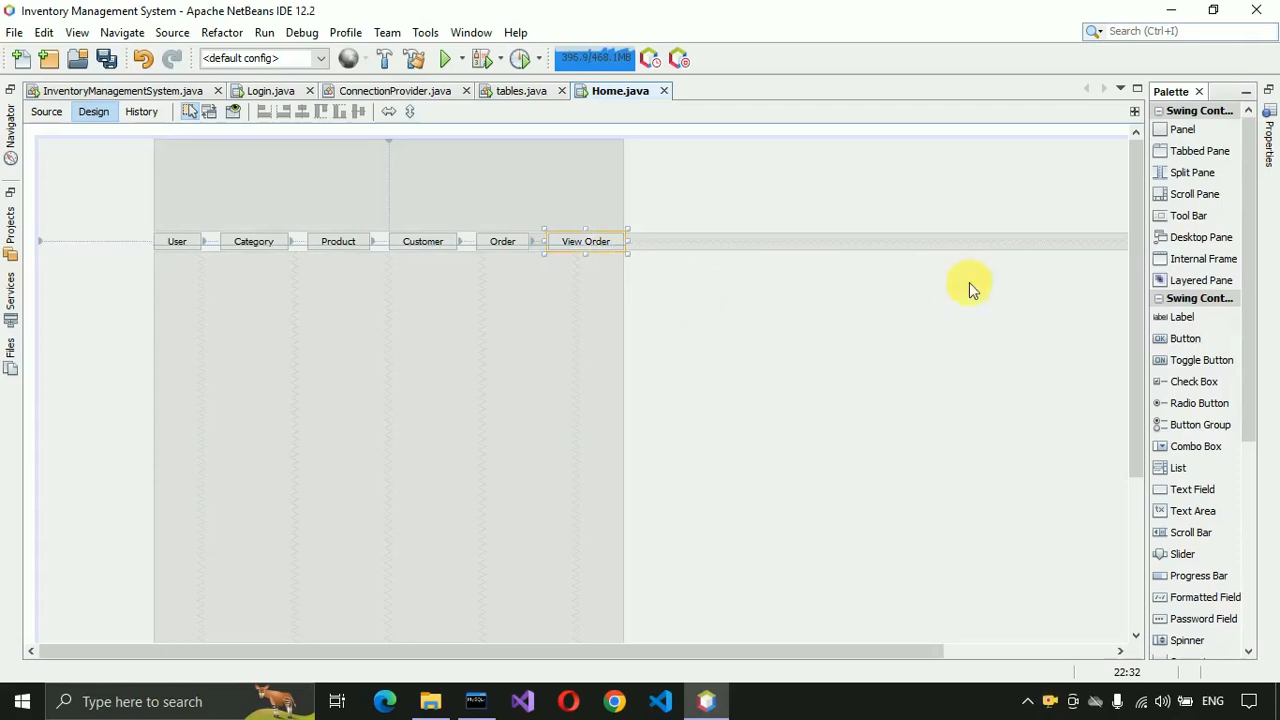 Inventory Management System - Apache NetBeans IDE 12.2
File Edit View Navigate Source Refactor Run Debug Profile Team Tools Window Help
Search (Ctrl+I)
<default config>
395.9/468.1MB
InventoryManagementSystem.java Login.java ConnectionProvider.java tables.java Home.java
Palette
Source Design History
Swing Cont...
Panel
Tabbed Pane
Split Pane
Scroll Pane
Tool Bar
Desktop Pane
Internal Frame
Layered Pane
Swing Cont...
Label
Button
Toggle Button
Check Box
Radio Button
Button Group
Combo Box
List
Text Field
Text Area
Scroll Bar
Slider
Progress Bar
Formatted Field
Password Field
Spinner
User Category Product Customer Order View Order
Navigator
Projects
Services
Files
Properties
22:32
Type here to search
ENG